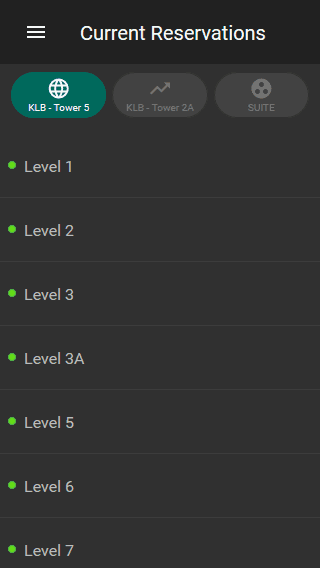 Current Reservations
KLB - Tower 5
KLB - Tower 2A
SUITE
Level 1
Level 2
Level 3
Level 3A
Level 5
Level 6
Level 7